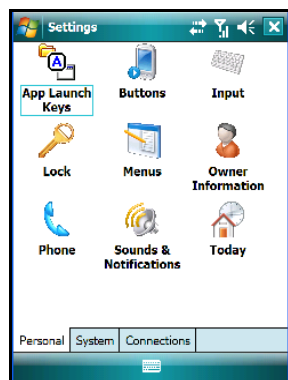 Settings
App Launch Keys
Buttons
Input
Lock
Menus
Owner Information
Phone
Sounds & Notifications
Today
Personal
System
Connections